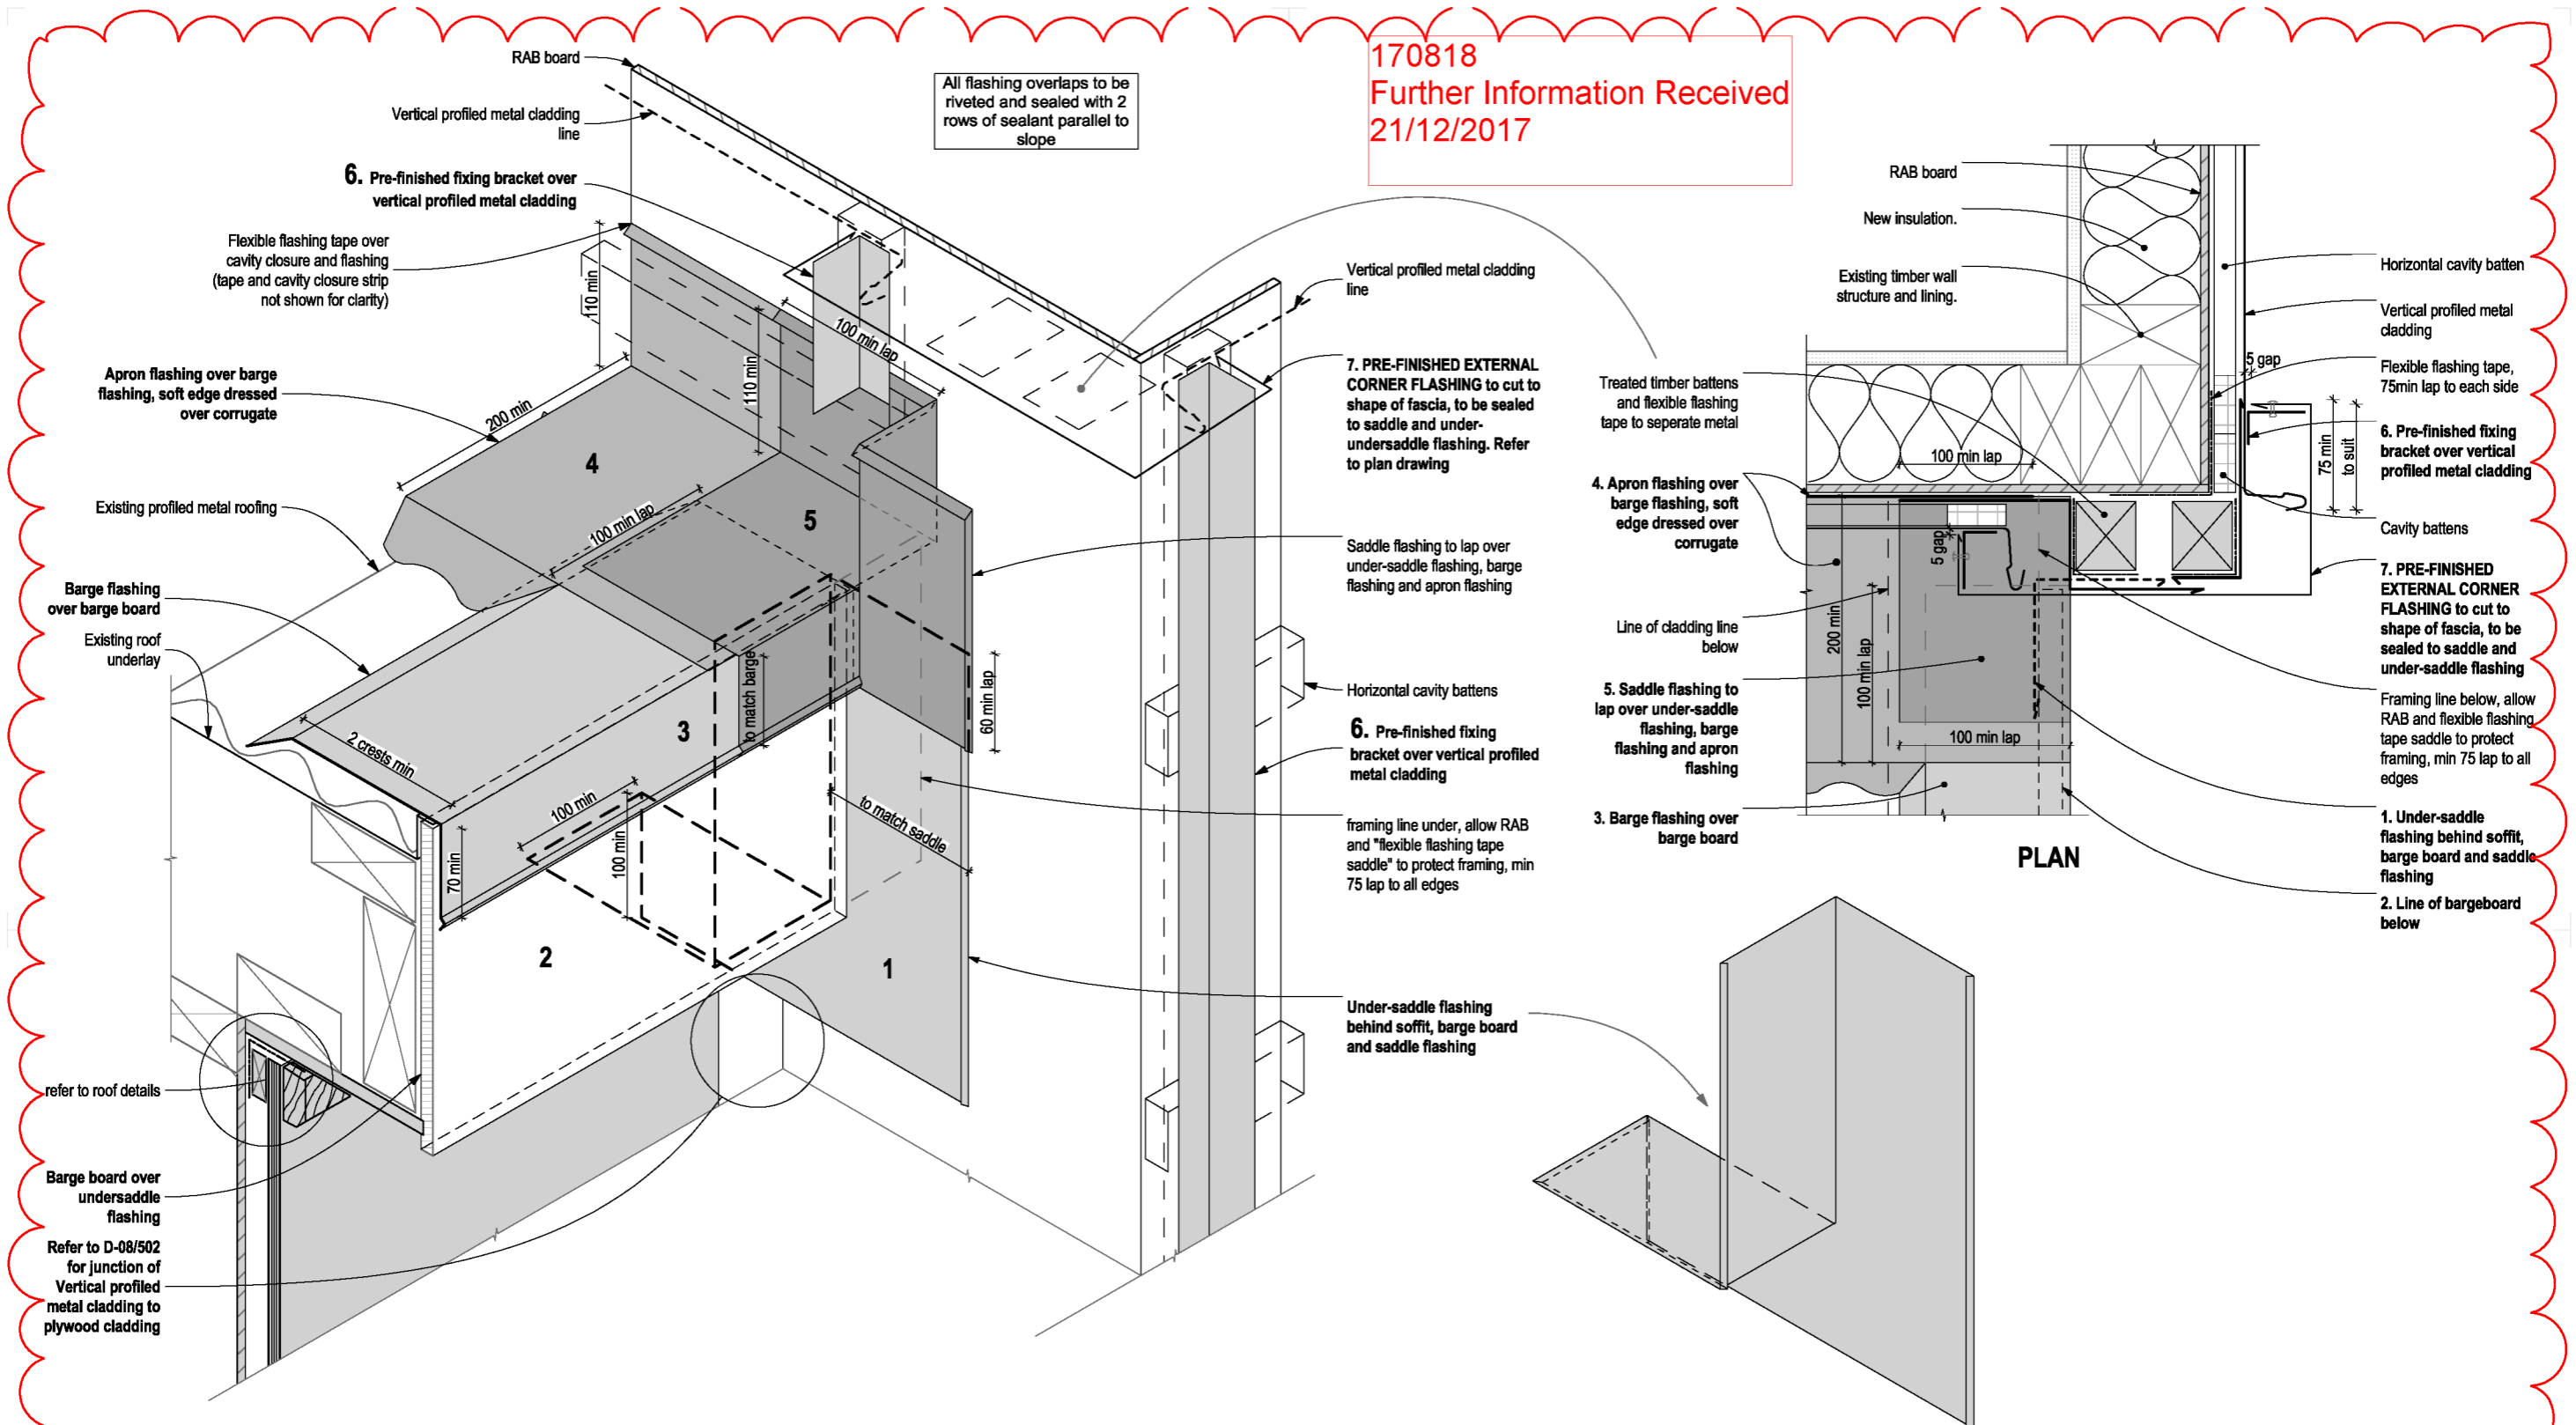 170818
Further Information Received
21/12/2017
All flashing overlaps to be
riveted and sealed with 2
rows of sealant parallel to
slope
RAB board
Vertical profiled metal cladding
line
6. Pre-finished fixing bracket over
vertical profiled metal cladding
Flexible flashing tape over
cavity closure and flashing
(tape and cavity closure strip
not shown for clarity)
Apron flashing over barge
flashing, soft edge dressed
over corrugate
Existing profiled metal roofing
Barge flashing
over barge board
Existing roof
underlay
refer to roof details
Barge board over
undersaddle
flashing
Refer to D-08/502
for junction of
Vertical profiled
metal cladding to
plywood cladding
110 min
200 min
110 min
100 min lap
4
100 min lap
5
3
to match barge
60 min lap
2 crests min
70 min
100 min
100 min
to match saddle
2
1
Vertical profiled metal cladding
line
7. PRE-FINISHED EXTERNAL
CORNER FLASHING to cut to
shape of fascia, to be sealed
to saddle and under-
undersaddle flashing. Refer
to plan drawing
Saddle flashing to lap over
under-saddle flashing, barge
flashing and apron flashing
Horizontal cavity battens
6. Pre-finished fixing
bracket over vertical profiled
metal cladding
framing line under, allow RAB
and "flexible flashing tape
saddle" to protect framing, min
75 lap to all edges
Under-saddle flashing
behind soffit, barge board
and saddle flashing
RAB board
New insulation.
Existing timber wall
structure and lining.
Treated timber battens
and flexible flashing
tape to seperate metal
4. Apron flashing over
barge flashing, soft
edge dressed over
corrugate
Line of cladding line
below
5. Saddle flashing to
lap over under-saddle
flashing, barge
flashing and apron
flashing
3. Barge flashing over
barge board
100 min lap
5 gap
200 min
100 min lap
100 min lap
5 gap
75 min
to suit
PLAN
Horizontal cavity batten
Vertical profiled metal
cladding
Flexible flashing tape,
75min lap to each side
6. Pre-finished fixing
bracket over vertical
profiled metal cladding
Cavity battens
7. PRE-FINISHED
EXTERNAL CORNER
FLASHING to cut to
shape of fascia, to be
sealed to saddle and
under-saddle flashing
Framing line below, allow
RAB and flexible flashing
tape saddle to protect
framing, min 75 lap to all
edges
1. Under-saddle
flashing behind soffit,
barge board and saddle
flashing
2. Line of bargeboard
below